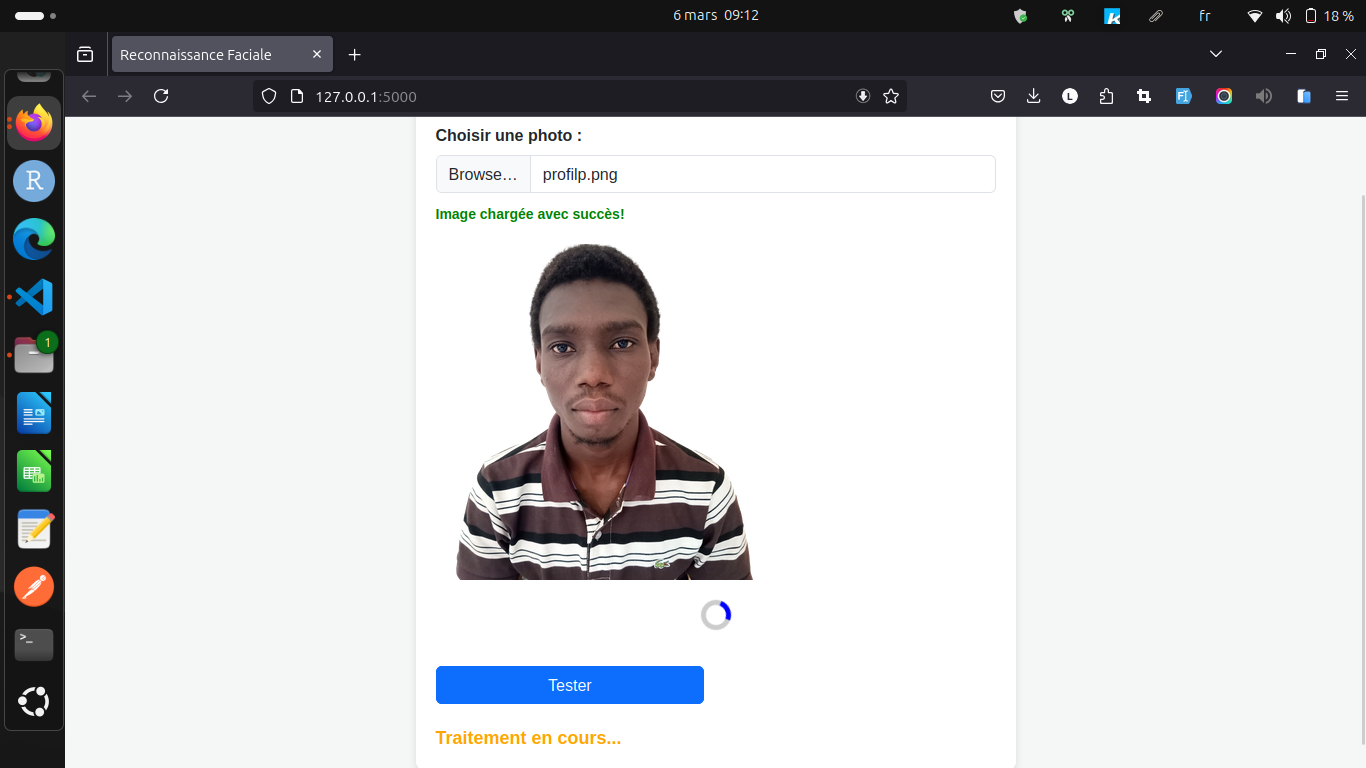 6 mars 09:12
fr
18 %
Reconnaissance Faciale
127.0.0.1:5000
L
Choisir une photo :
Browse… profilp.png
Image chargée avec succès!
R
1
>_
Tester
Traitement en cours...